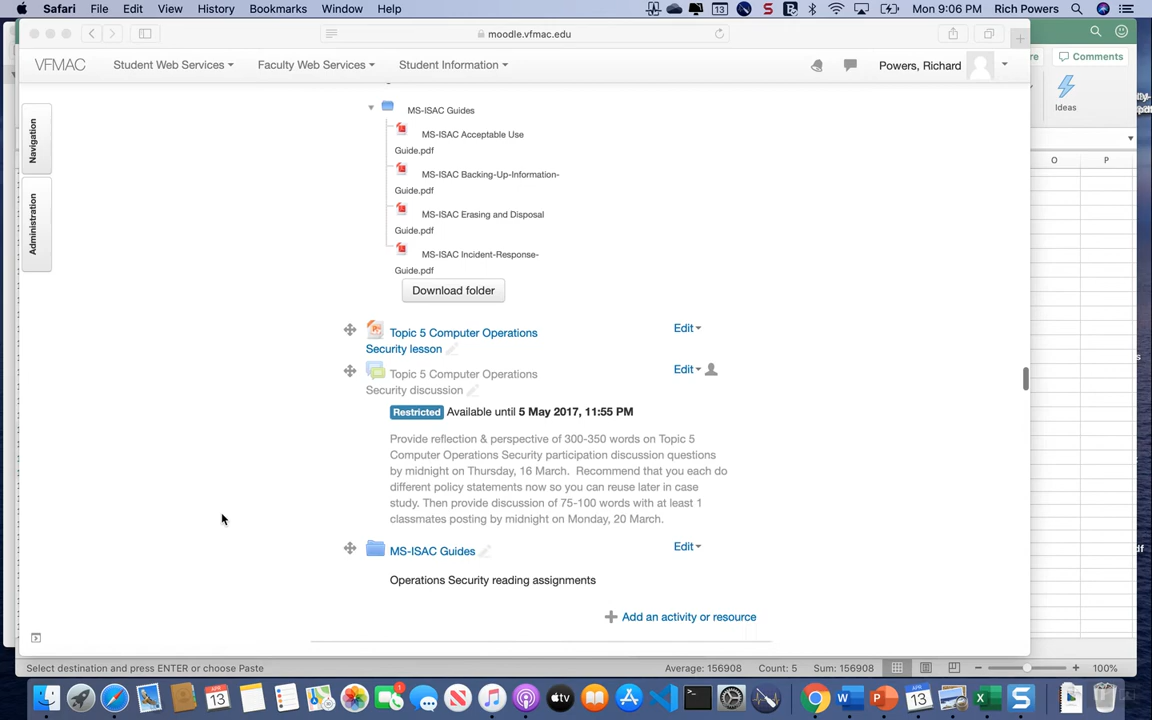 Safari File Edit View History Bookmarks Window Help 13 Mon 9:06 PM Rich Powers
moodle.vfmac.edu
VFMAC Student Web Services Faculty Web Services Student Information Powers, Richard
Comments
Ideas
O P
Navigation
Administration
MS-ISAC Guides
MS-ISAC Acceptable Use
Guide.pdf
MS-ISAC Backing-Up-Information-
Guide.pdf
MS-ISAC Erasing and Disposal
Guide.pdf
MS-ISAC Incident-Response-
Guide.pdf
Download folder
Topic 5 Computer Operations Edit
Security lesson
Topic 5 Computer Operations Edit
Security discussion
Restricted Available until 5 May 2017, 11:55 PM
Provide reflection & perspective of 300-350 words on Topic 5
Computer Operations Security participation discussion questions
by midnight on Thursday, 16 March. Recommend that you each do
different policy statements now so you can reuse later in case
study. Then provide discussion of 75-100 words with at least 1
classmates posting by midnight on Monday, 20 March.
MS-ISAC Guides Edit
Operations Security reading assignments
Add an activity or resource
Select destination and press ENTER or choose Paste Average: 156908 Count: 5 Sum: 156908 100%